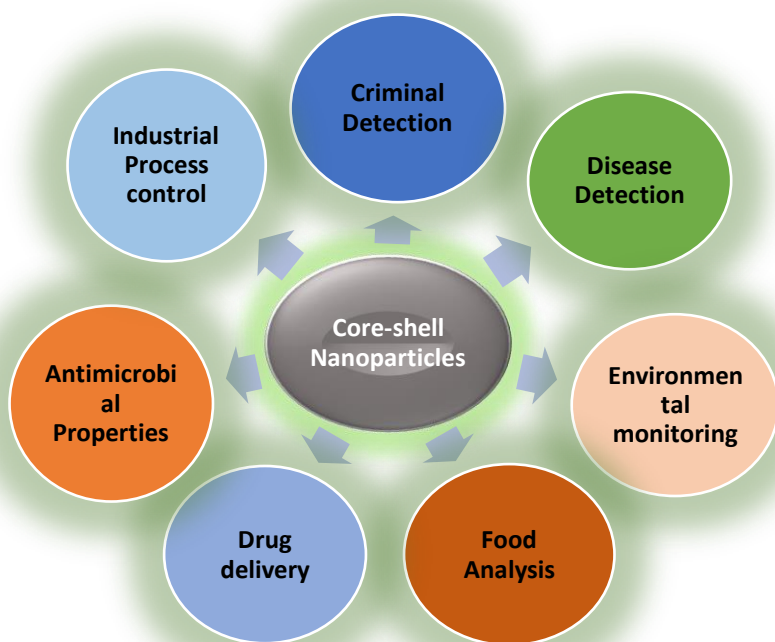 Criminal
Detection
Industrial
Process
control
Disease
Detection
Core-shell
Nanoparticles
Antimicrobi
al
Properties
Environmen
tal
monitoring
Drug
delivery
Food
Analysis